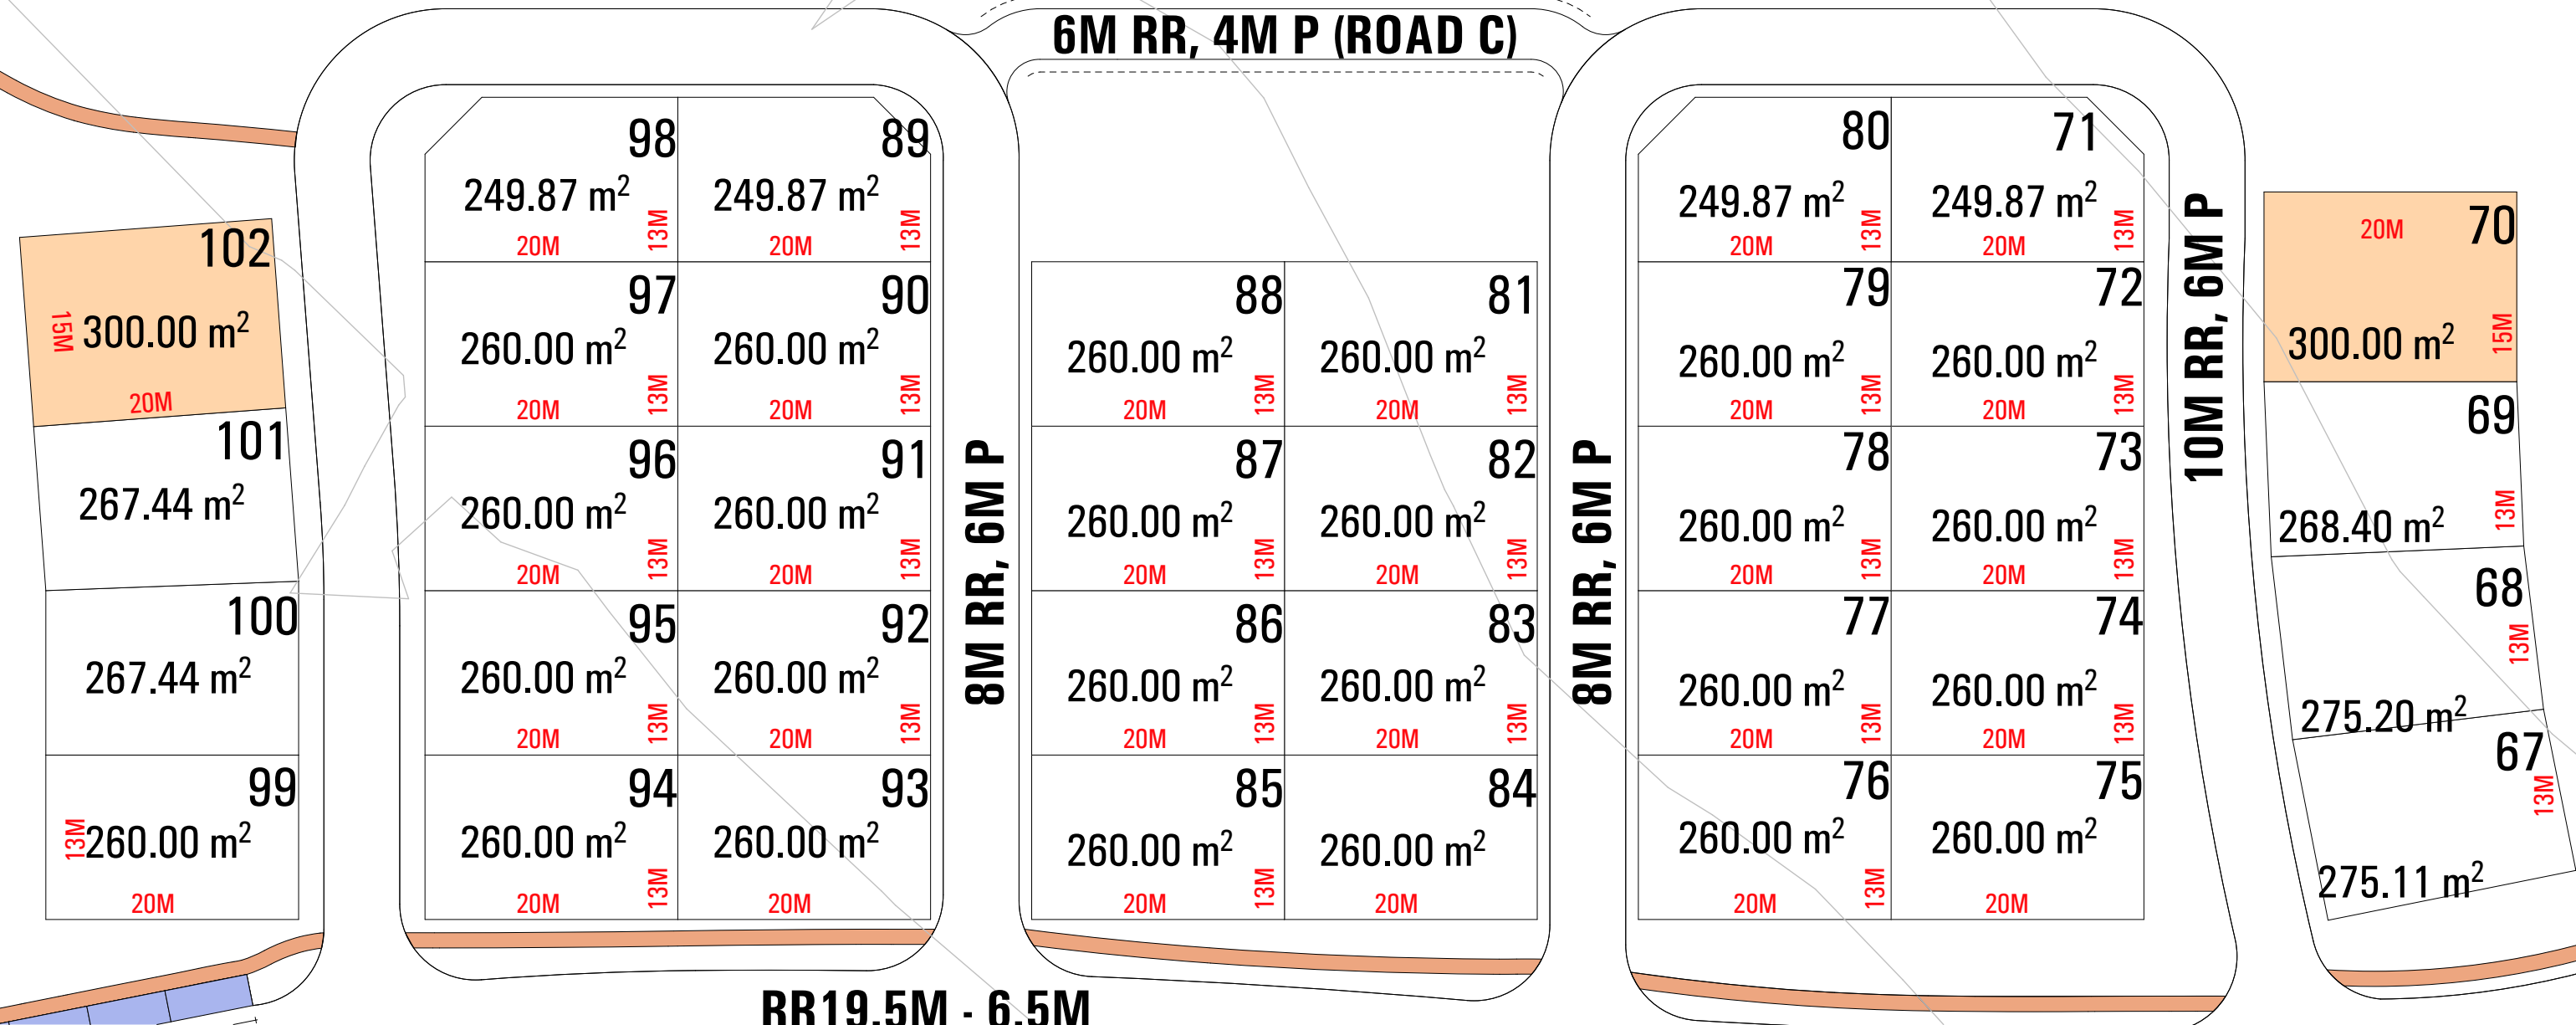 6M RR, 4M P (ROAD C)
102
300.00 m²
15M
20M
101
267.44 m²
100
267.44 m²
99
260.00 m²
13M
20M
98
249.87 m²
20M
13M
89
249.87 m²
20M
13M
97
260.00 m²
20M
13M
90
260.00 m²
20M
13M
96
260.00 m²
20M
13M
91
260.00 m²
20M
13M
95
260.00 m²
20M
13M
92
260.00 m²
20M
13M
94
260.00 m²
20M
13M
93
260.00 m²
20M
8M RR, 6M P
88
260.00 m²
20M
13M
81
260.00 m²
20M
13M
87
260.00 m²
20M
13M
82
260.00 m²
20M
13M
86
260.00 m²
20M
13M
83
260.00 m²
20M
13M
85
260.00 m²
20M
13M
84
260.00 m²
20M
8M RR, 6M P
80
249.87 m²
20M
13M
71
249.87 m²
20M
13M
79
260.00 m²
20M
13M
72
260.00 m²
20M
13M
78
260.00 m²
20M
13M
73
260.00 m²
20M
13M
77
260.00 m²
20M
13M
74
260.00 m²
20M
13M
76
260.00 m²
20M
13M
75
260.00 m²
20M
10M RR, 6M P
20M
70
300.00 m²
15M
69
268.40 m²
13M
68
13M
275.20 m²
67
13M
275.11 m²
RR19.5M - 6.5M